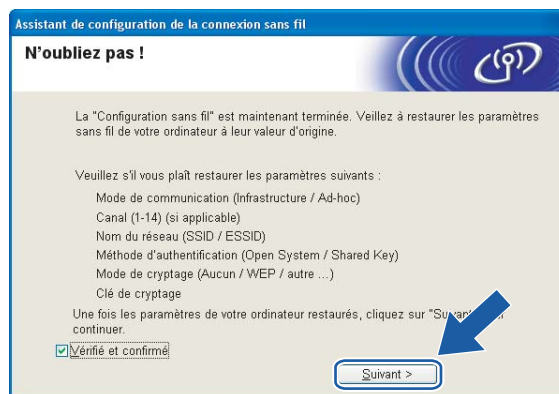 Assistant de configuration de la connexion sans fil
N'oubliez pas !
La "Configuration sans fil" est maintenant terminée. Veillez à restaurer les paramètres
sans fil de votre ordinateur à leur valeur d'origine.
Veuillez s'il vous plaît restaurer les paramètres suivants :
Mode de communication (Infrastructure / Ad-hoc)
Canal (1-14) (si applicable)
Nom du réseau (SSID / ESSID)
Méthode d'authentification (Open System / Shared Key)
Mode de cryptage (Aucun / WEP / autre ...)
Clé de cryptage
Une fois les paramètres de votre ordinateur restaurés, cliquez sur "Suivant
continuer.
Vérifié et confirmé
Suivant >